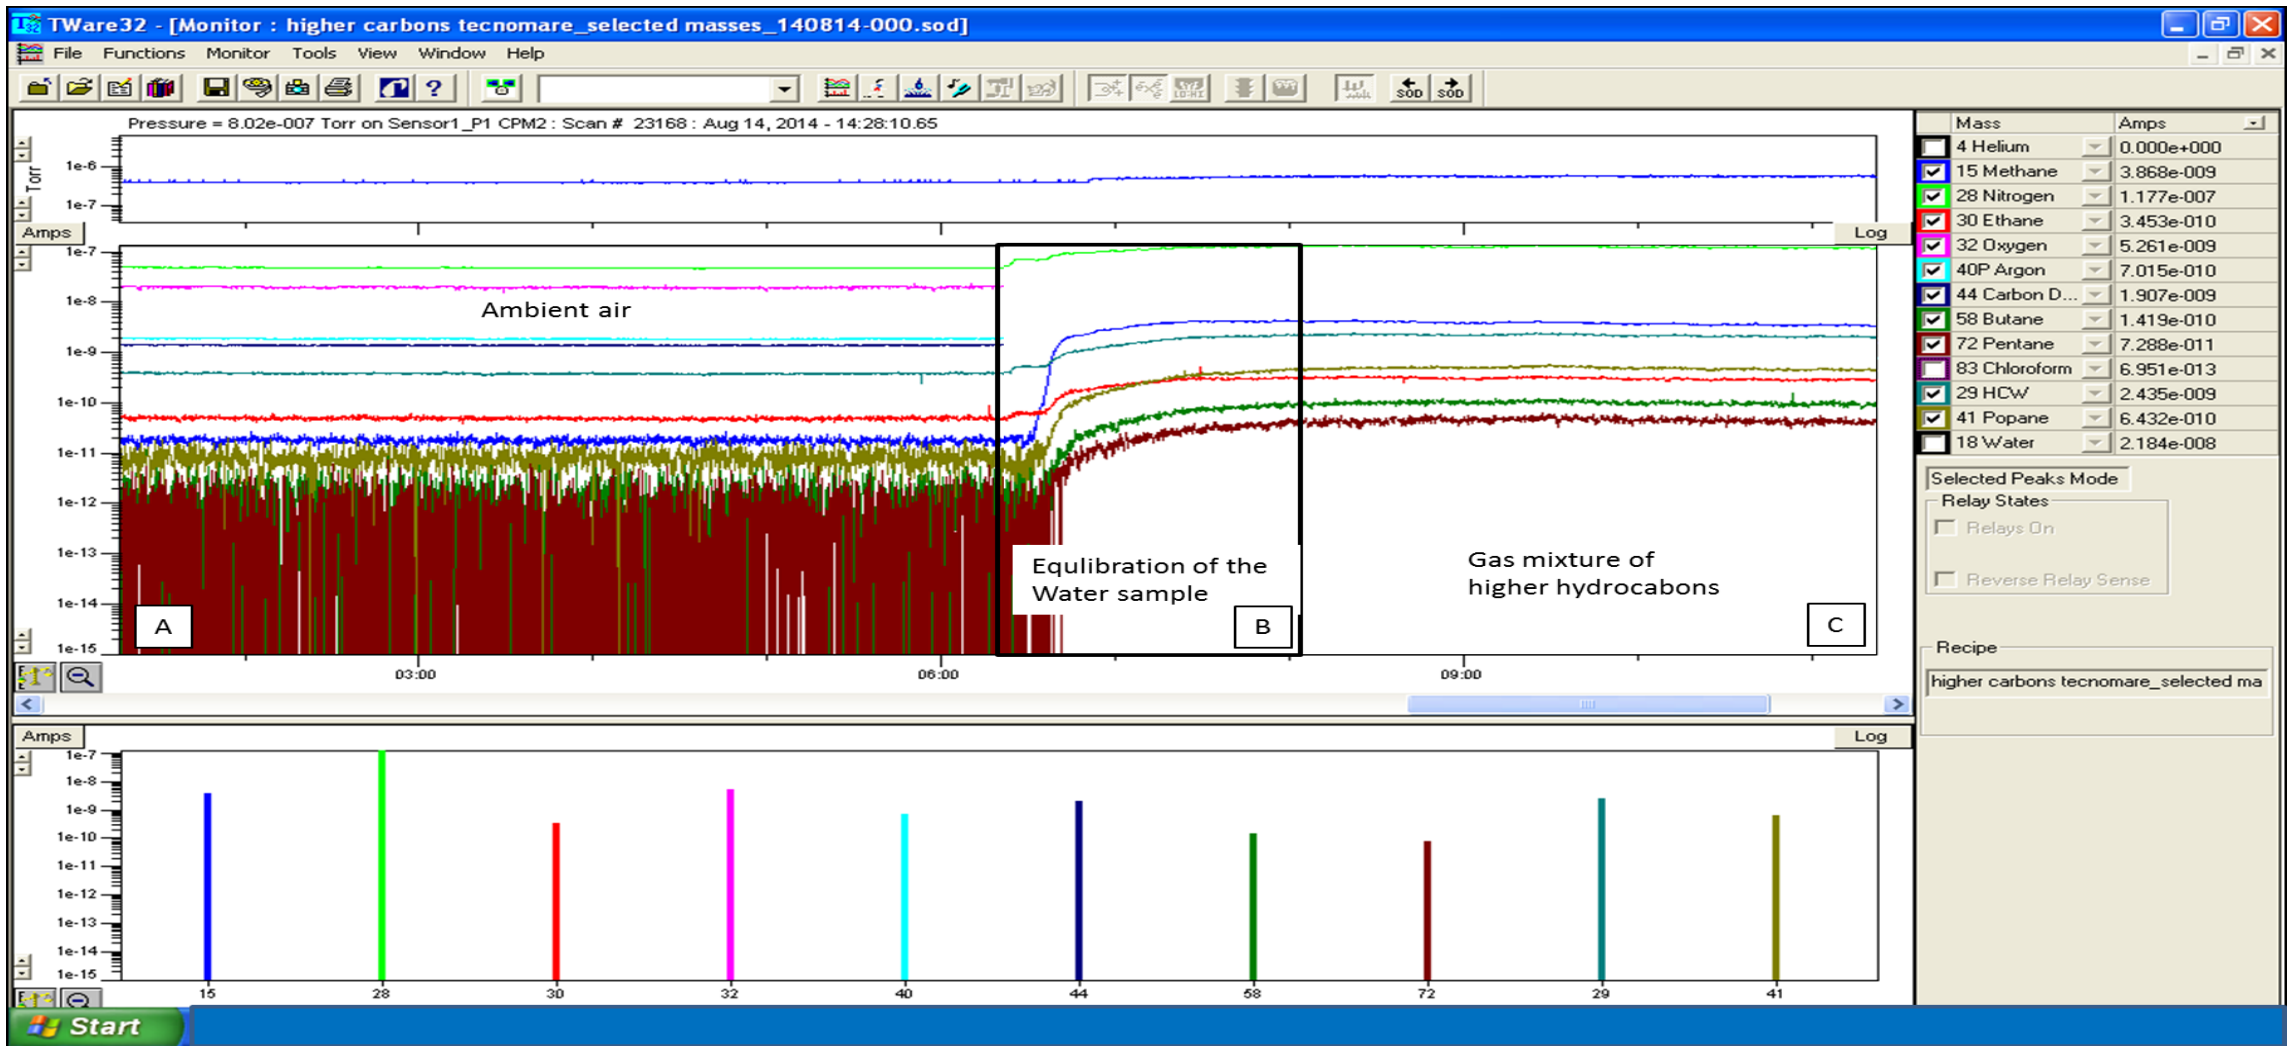 TWare32 - [Monitor : higher carbons tecnomare_selected masses_140814-000.sod]
File Functions Monitor Tools View Window Help
SOD SOD
Pressure = 8.02e-007 Torr on Sensor1_P1 CPM2 : Scan # 23168 : Aug 14, 2014 - 14:28:10.65
Torr
1e-6
1e-7
Amps
Log
1e-7
1e-8
1e-9
1e-10
1e-11
1e-12
1e-13
1e-14
1e-15
Ambient air
Equlibration of the
Water sample
Gas mixture of
higher hydrocabons
A
B
C
03:00 06:00 09:00
Amps
Log
1e-7
1e-8
1e-9
1e-10
1e-11
1e-12
1e-13
1e-14
1e-15
15 28 30 32 40 44 58 72 29 41
Mass Amps
4 Helium 0.000e+000
15 Methane 3.868e-009
28 Nitrogen 1.177e-007
30 Ethane 3.453e-010
32 Oxygen 5.261e-009
40P Argon 7.015e-010
44 Carbon D... 1.907e-009
58 Butane 1.419e-010
72 Pentane 7.288e-011
83 Chloroform 6.951e-013
29 HCW 2.435e-009
41 Popane 6.432e-010
18 Water 2.184e-008
Selected Peaks Mode
Relay States
Relays On
Reverse Relay Sense
Recipe
higher carbons tecnomare_selected ma
Start